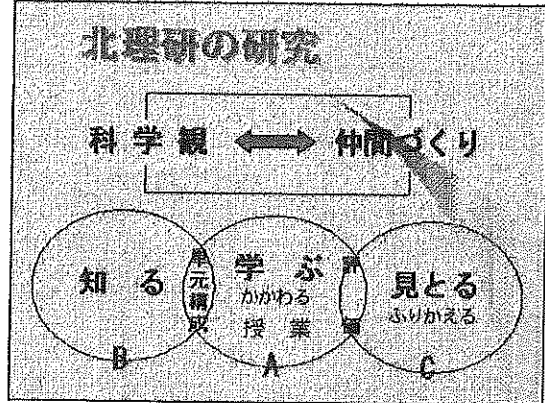 北理研の研究
科学観 ⟷ 仲間づくり
知る
単元構成
学ぶ
かかわる
授業
評価
見とる
ふりかえる
B
A
C